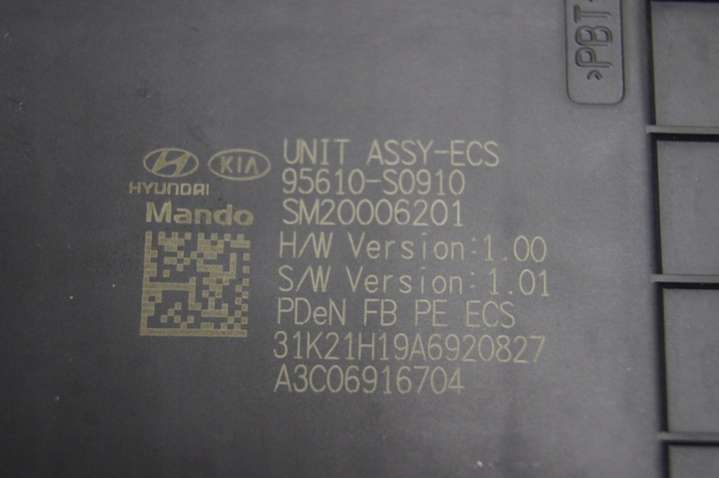 >PBT
HYUNDAI
KIA
Mando
UNIT ASSY-ECS
95610-S0910
SM20006201
H/W Version:1.00
S/W Version:1.01
PDeN FB PE ECS
31K21H19A6920827
A3C06916704